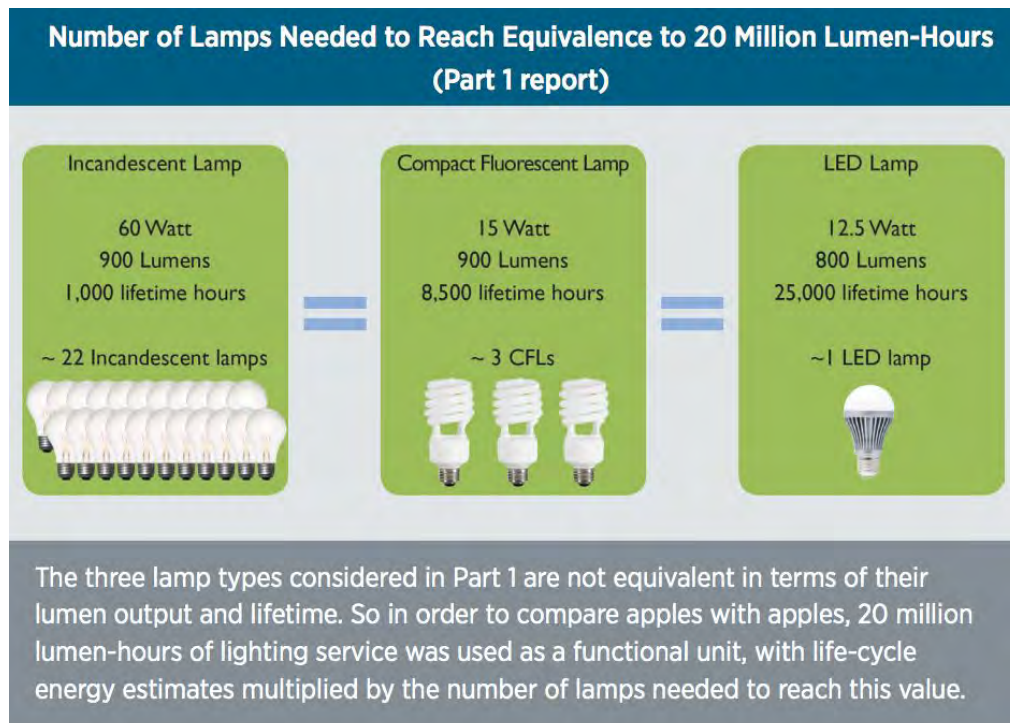 Number of Lamps Needed to Reach Equivalence to 20 Million Lumen-Hours
(Part 1 report)
Incandescent Lamp
60 Watt
900 Lumens
1,000 lifetime hours
~ 22 Incandescent lamps
Compact Fluorescent Lamp
15 Watt
900 Lumens
8,500 lifetime hours
~ 3 CFLs
LED Lamp
12.5 Watt
800 Lumens
25,000 lifetime hours
~1 LED lamp
The three lamp types considered in Part 1 are not equivalent in terms of their
lumen output and lifetime. So in order to compare apples with apples, 20 million
lumen-hours of lighting service was used as a functional unit, with life-cycle
energy estimates multiplied by the number of lamps needed to reach this value.